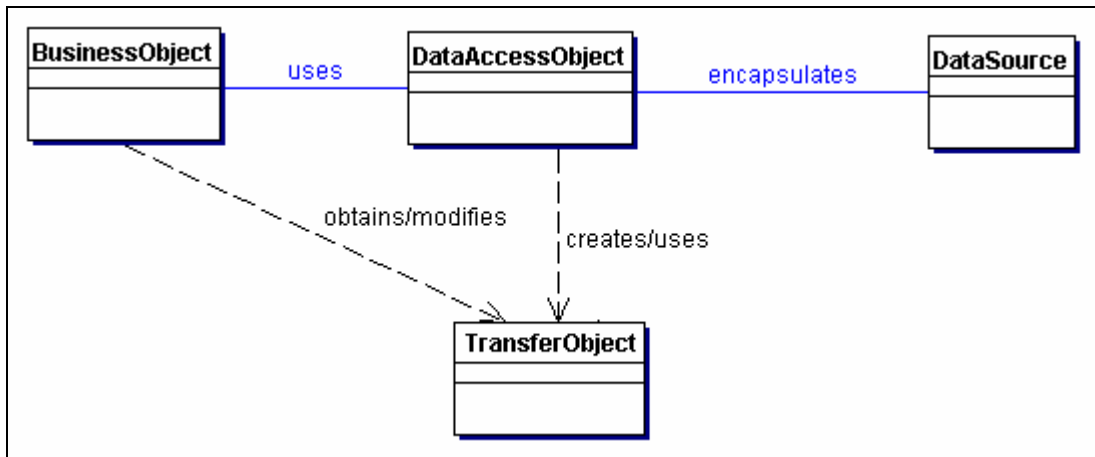 BusinessObject
uses
DataAccessObject
encapsulates
DataSource
obtains/modifies
creates/uses
TransferObject